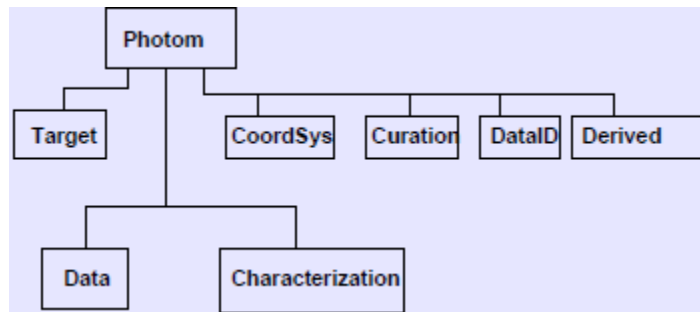 Photom
Target
CoordSys
Curation
DataID
Derived
Data
Characterization